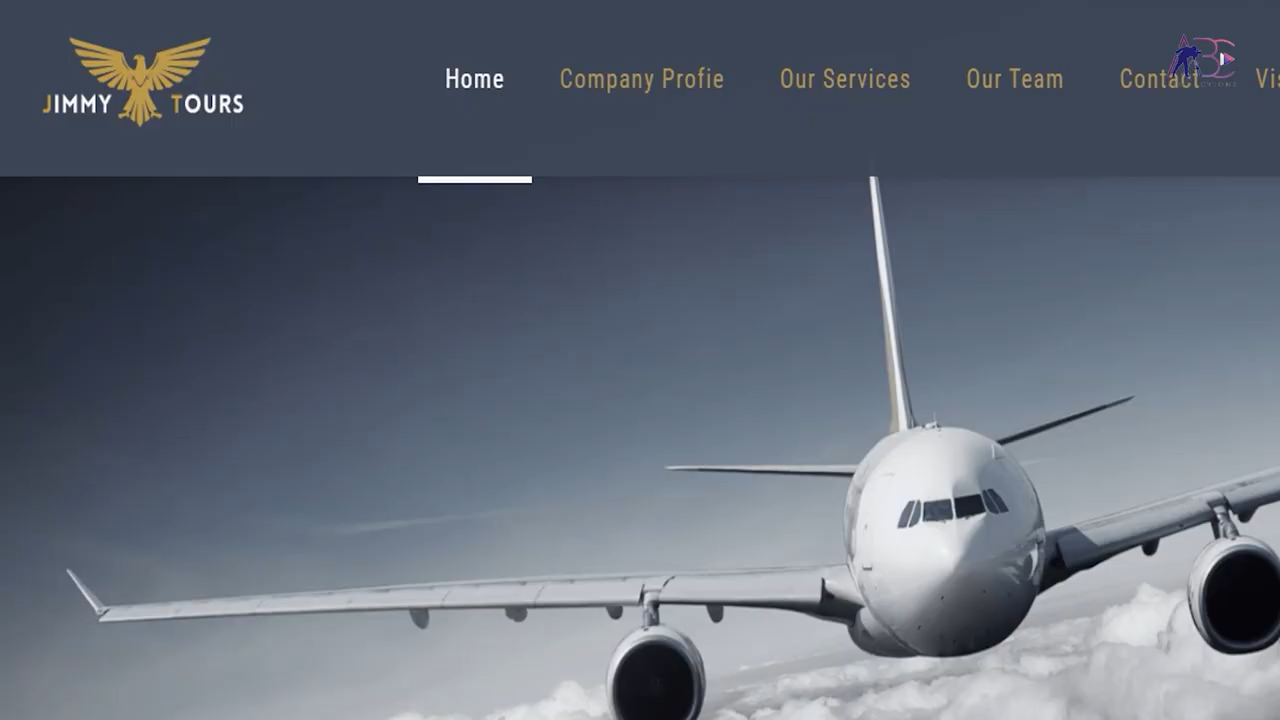 JIMMY TOURS
Home
Company Profie
Our Services
Our Team
Contact